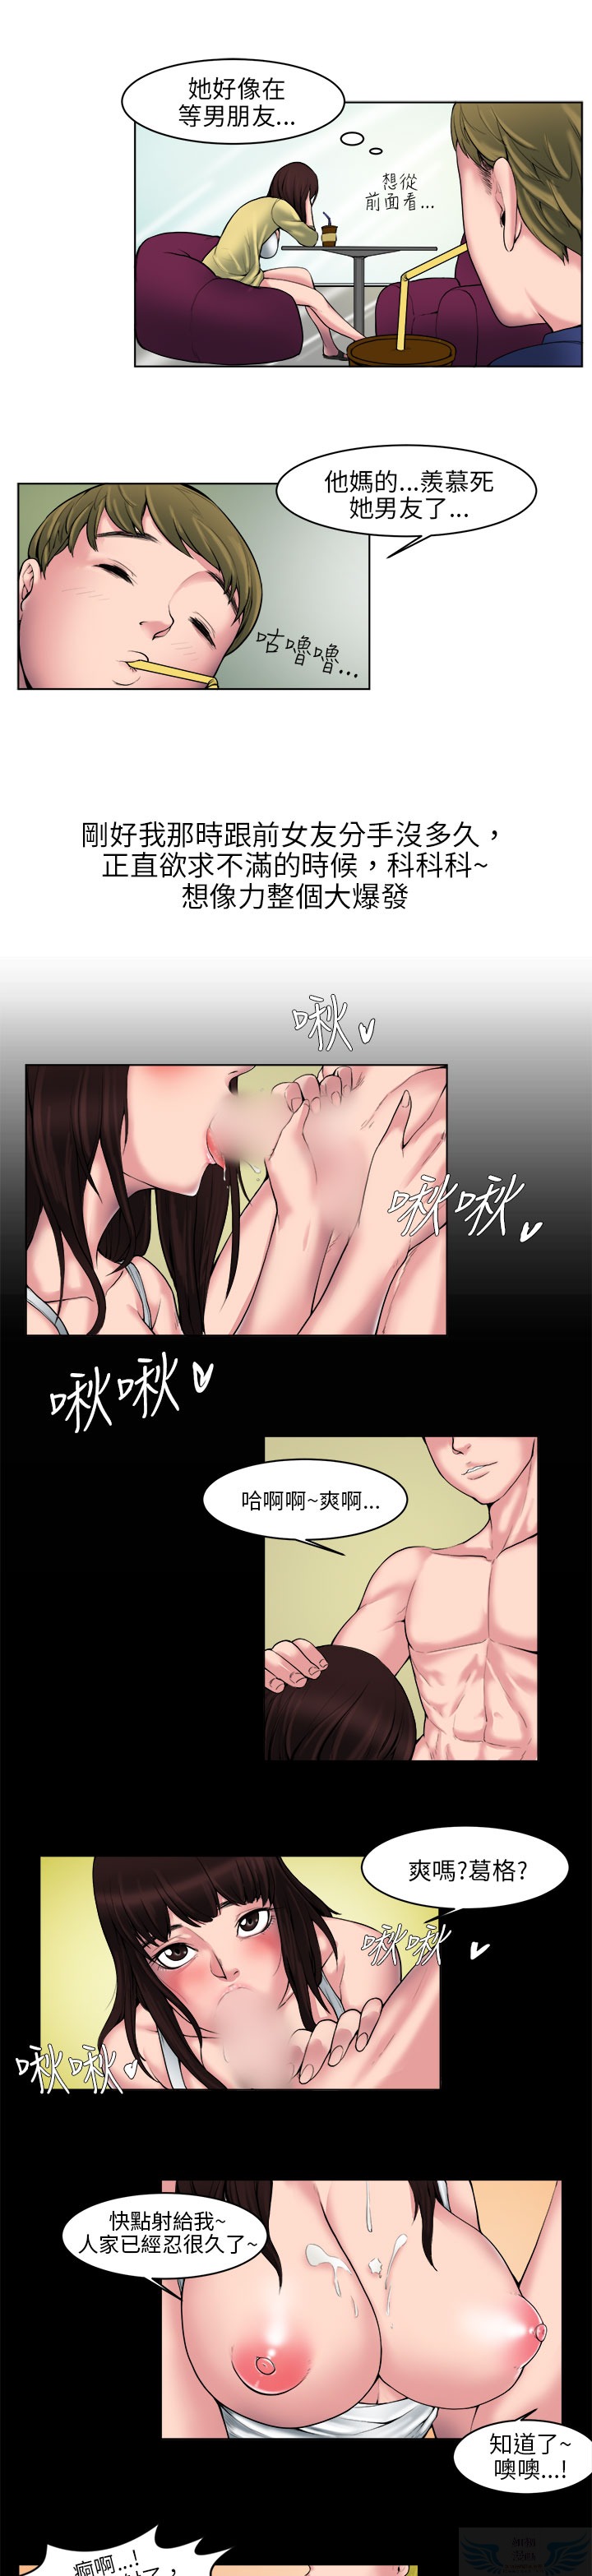 她好像在
等男朋友...
想從
前面看...
他媽的...羨慕死
她男友了...
咕嚕嚕...
剛好我那時跟前女友分手沒多久，
正直欲求不滿的時候，科科科~
想像力整個大爆發
啾
啾啾
啾啾
哈啊啊~爽啊...
爽嗎?葛格?
啾啾
啾啾
快點射給我~
人家已經忍很久了~
知道了~
噢噢...!